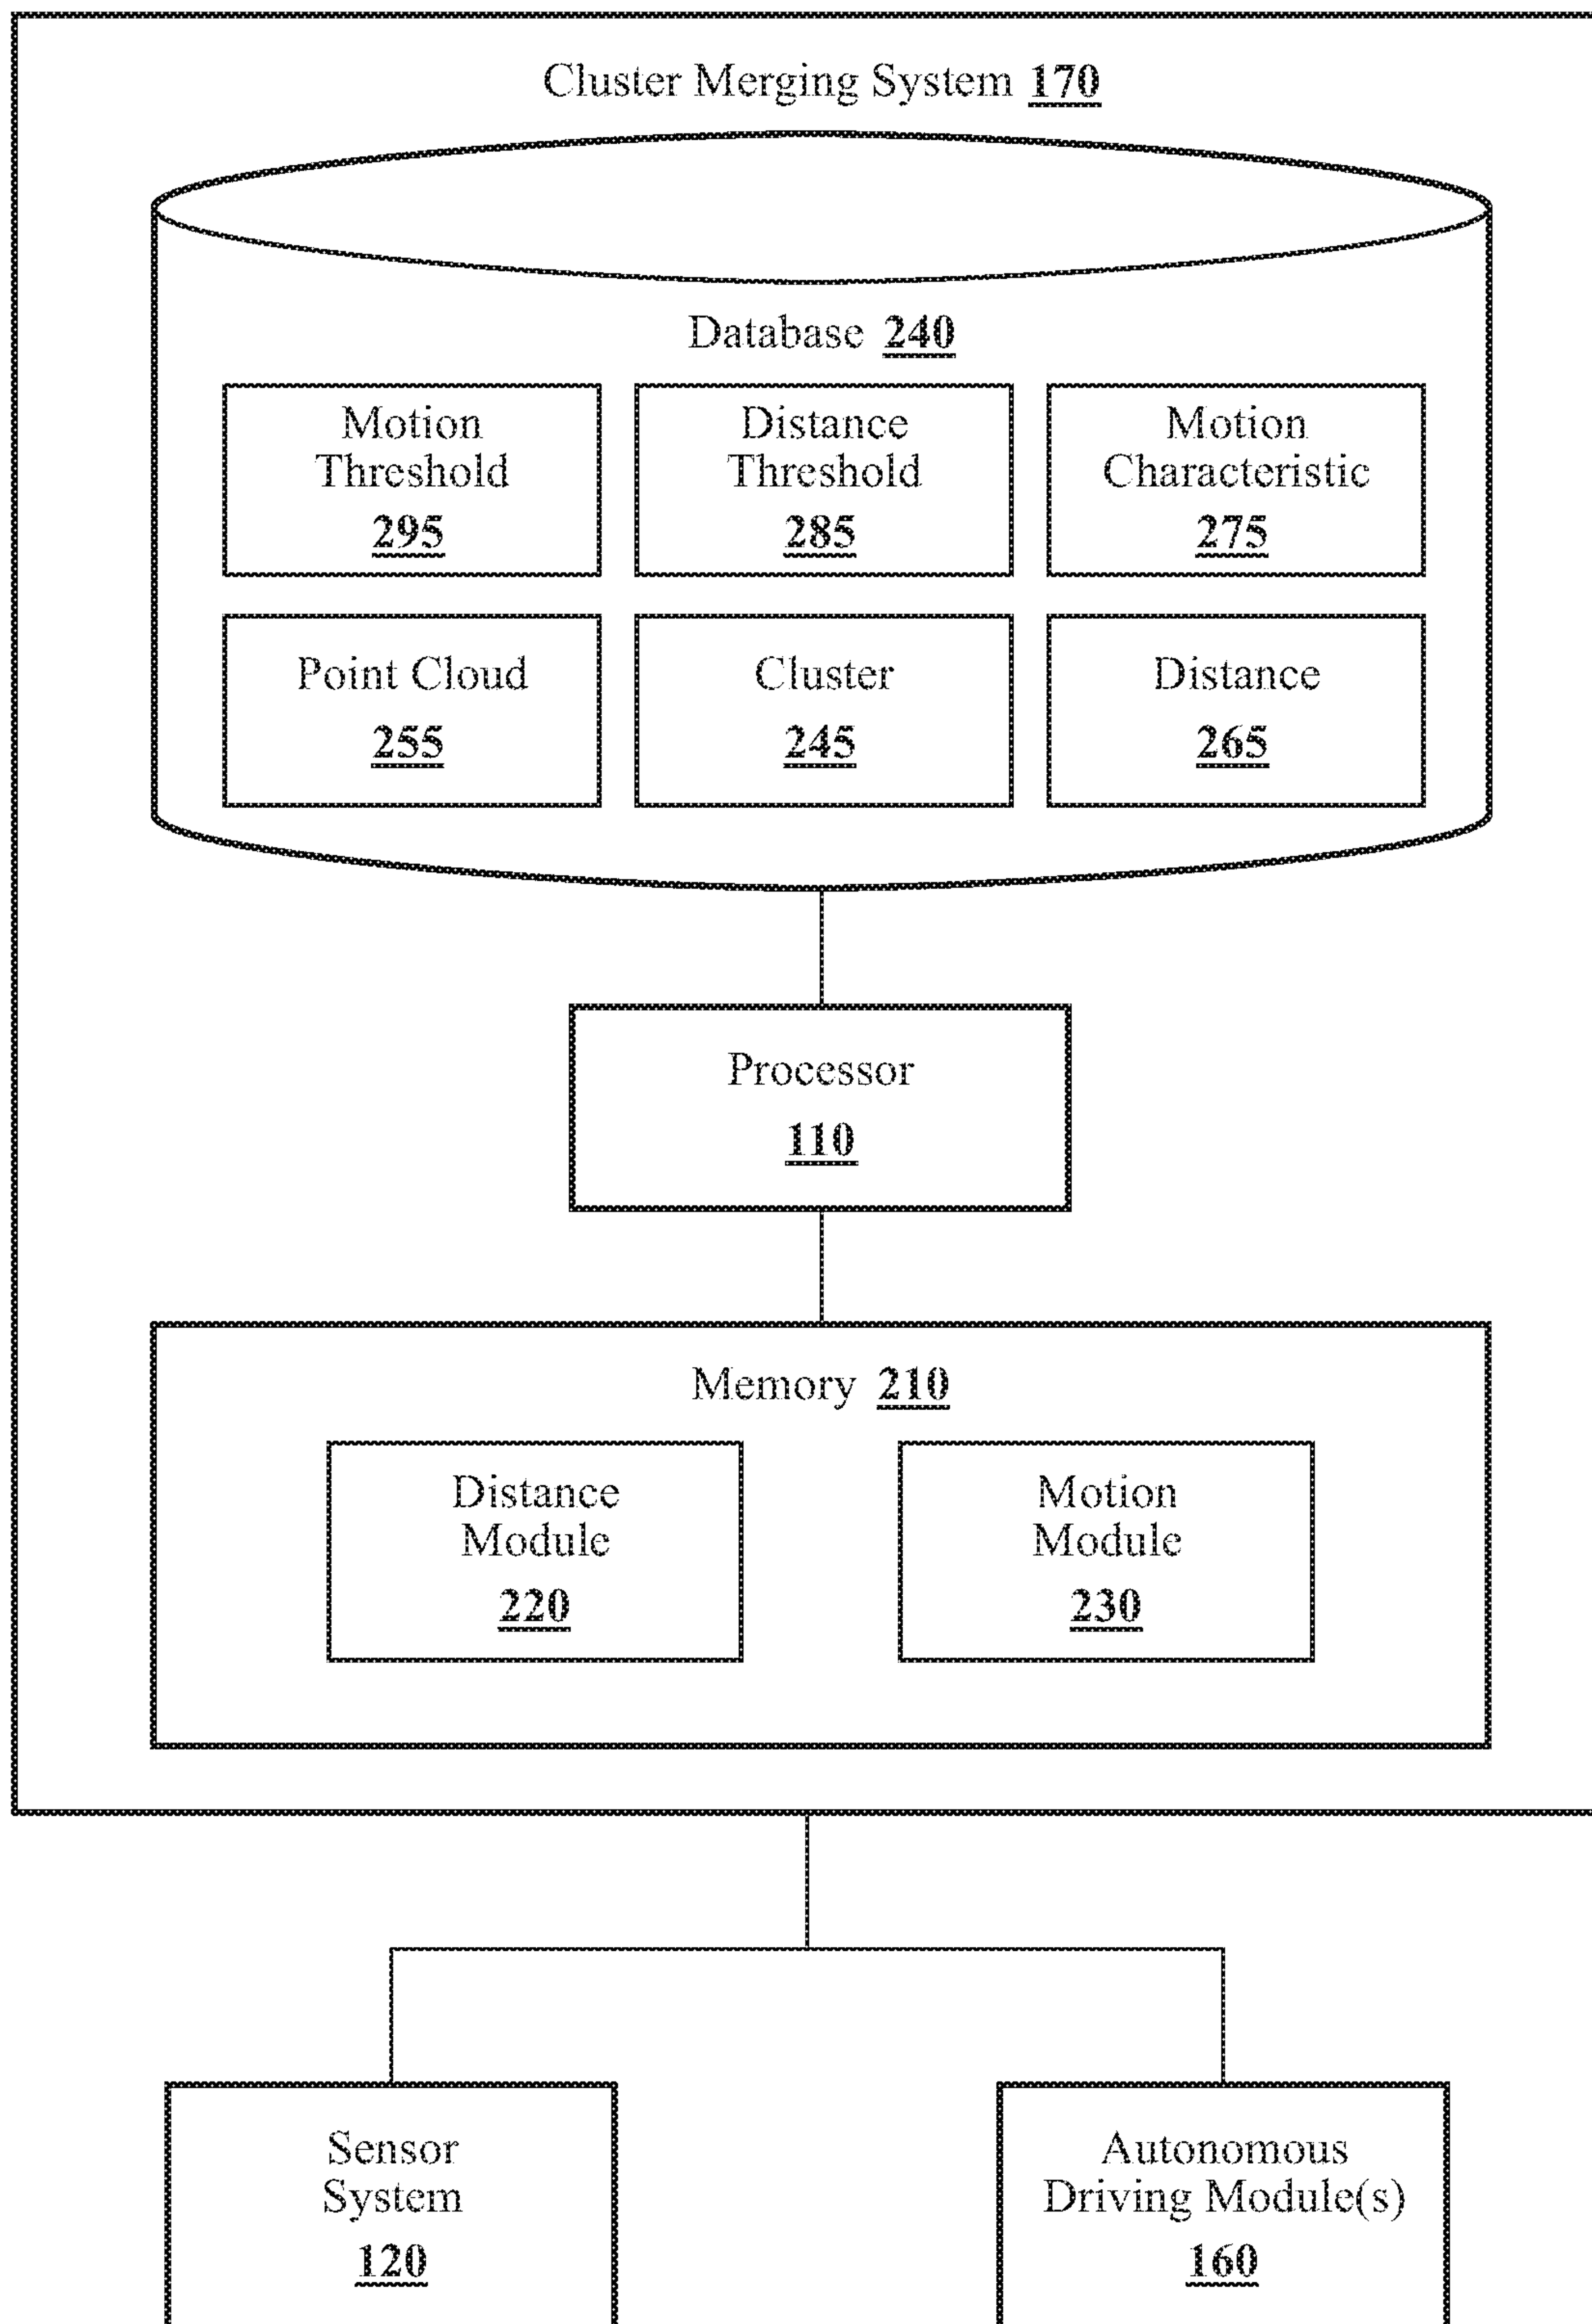 Cluster Merging System 170
Database 240
Motion
Threshold
295
Distance
Threshold
285
Motion
Characteristic
275
Point Cloud
255
Cluster
245
Distance
265
Processor
110
Memory 210
Distance
Module
220
Motion
Module
230
Sensor
System
120
Autonomous
Driving Module(s)
160